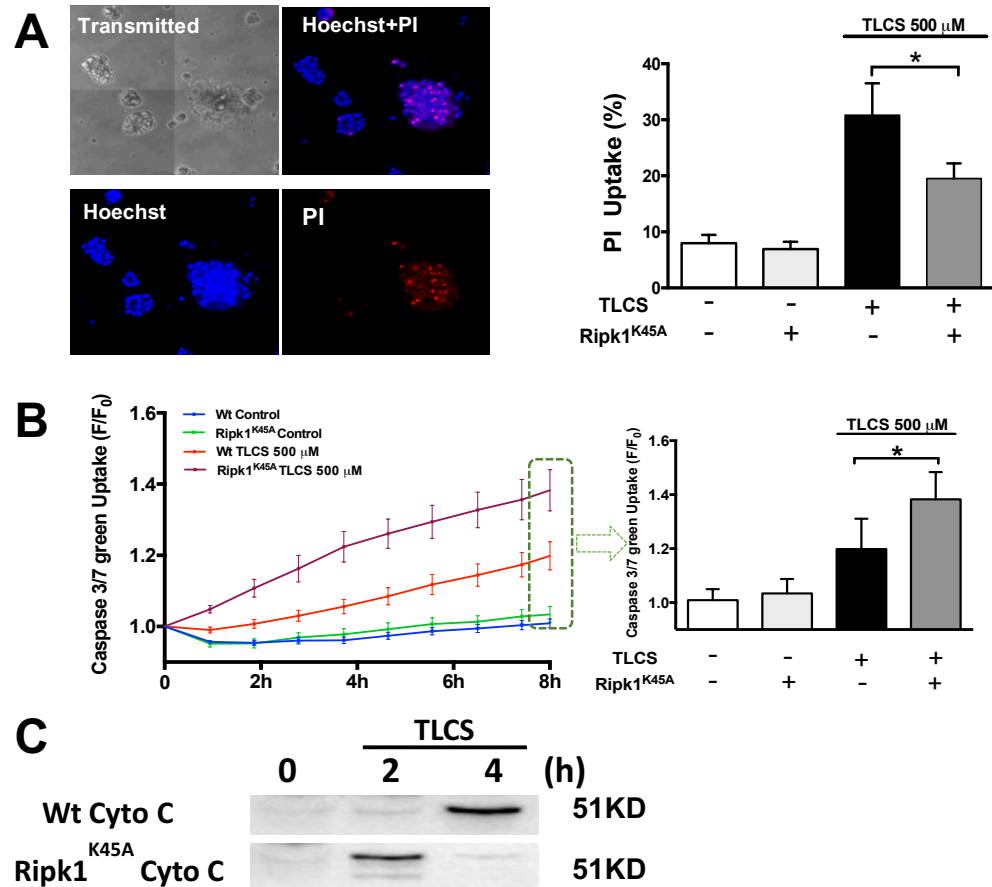 A
Transmitted
Hoechst+PI
Hoechst
PI
TLCS 500 μM
*
PI Uptake (%)
40
30
20
10
0
TLCS - - + +
Ripk1K45A - + - +
B
Caspase 3/7 green Uptake (F/F0)
1.6
1.4
1.2
1.0
0 2h 4h 6h 8h
Wt Control
Ripk1K45A Control
Wt TLCS 500 μM
Ripk1K45A TLCS 500 μM
TLCS 500 μM
*
Caspase 3/7 green Uptake (F/F0)
1.6
1.4
1.2
1.0
TLCS - - + +
Ripk1K45A - + - +
C
TLCS
0 2 4 (h)
Wt Cyto C 51KD
Ripk1K45A Cyto C 51KD